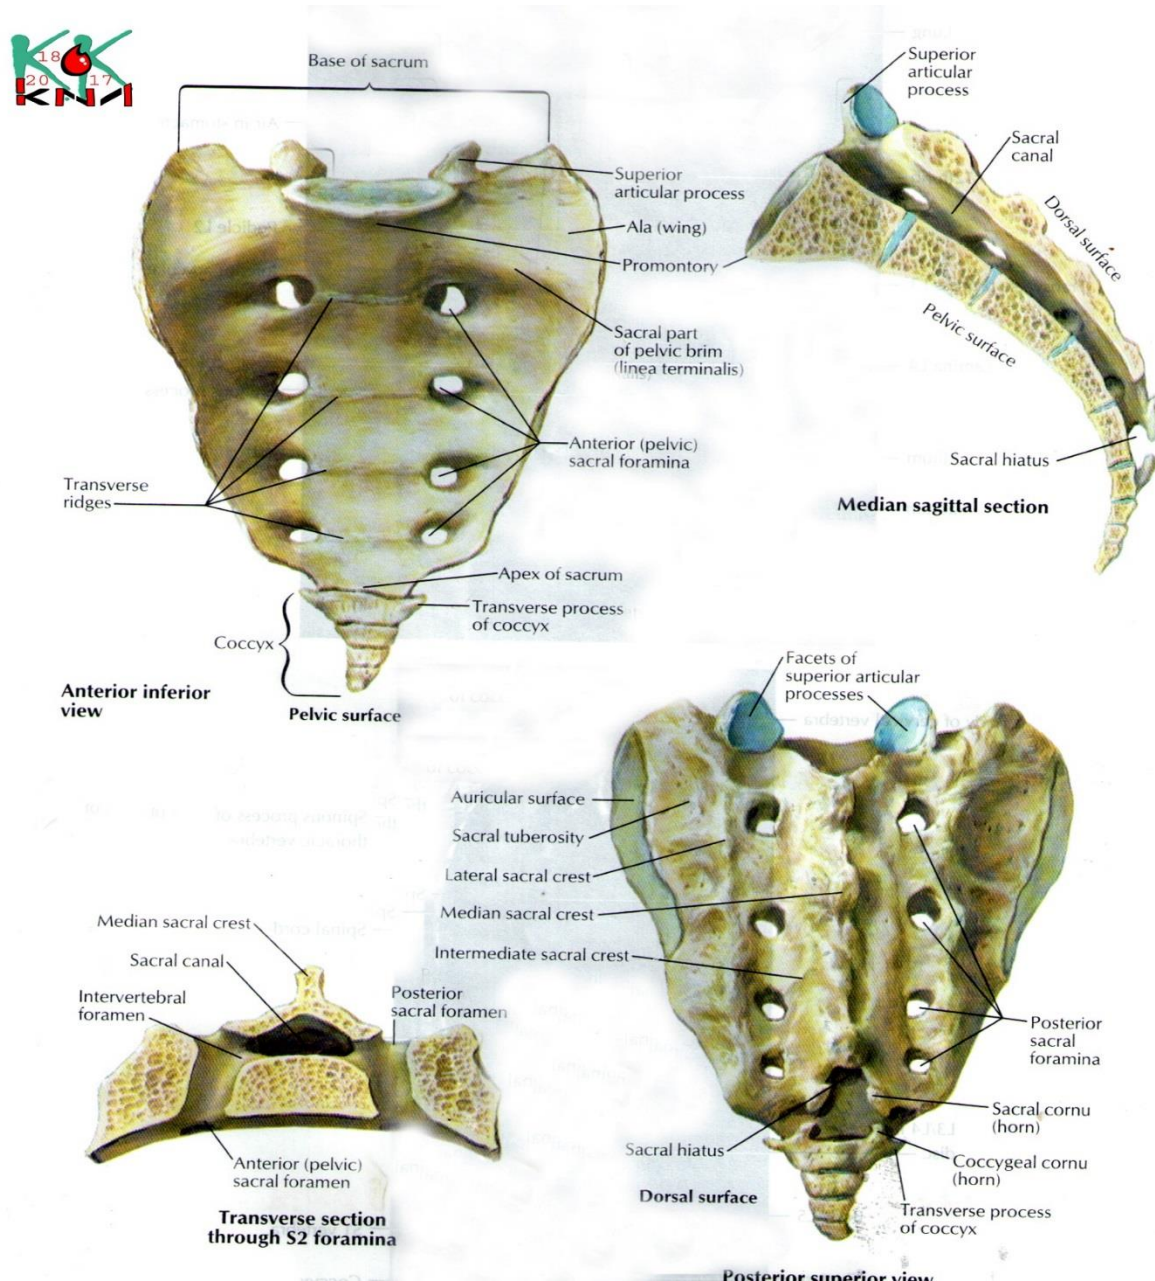 18
20 17
KNA
Base of sacrum
Superior
articular process
Ala (wing)
Promontory
Sacral part
of pelvic brim
(linea terminalis)
Anterior (pelvic)
sacral foramina
Transverse
ridges
Apex of sacrum
Transverse process
of coccyx
Coccyx
Anterior inferior
view
Pelvic surface
Superior
articular
process
Sacral
canal
Dorsal surface
Pelvic surface
Sacral hiatus
Median sagittal section
Median sacral crest
Sacral canal
Intervertebral
foramen
Posterior
sacral foramen
Anterior (pelvic)
sacral foramen
Transverse section
through S2 foramina
Facets of
superior articular
processes
Auricular surface
Sacral tuberosity
Lateral sacral crest
Median sacral crest
Intermediate sacral crest
Posterior
sacral
foramina
Sacral cornu
(horn)
Sacral hiatus
Coccygeal cornu
(horn)
Dorsal surface
Transverse process
of coccyx
Posterior superior view